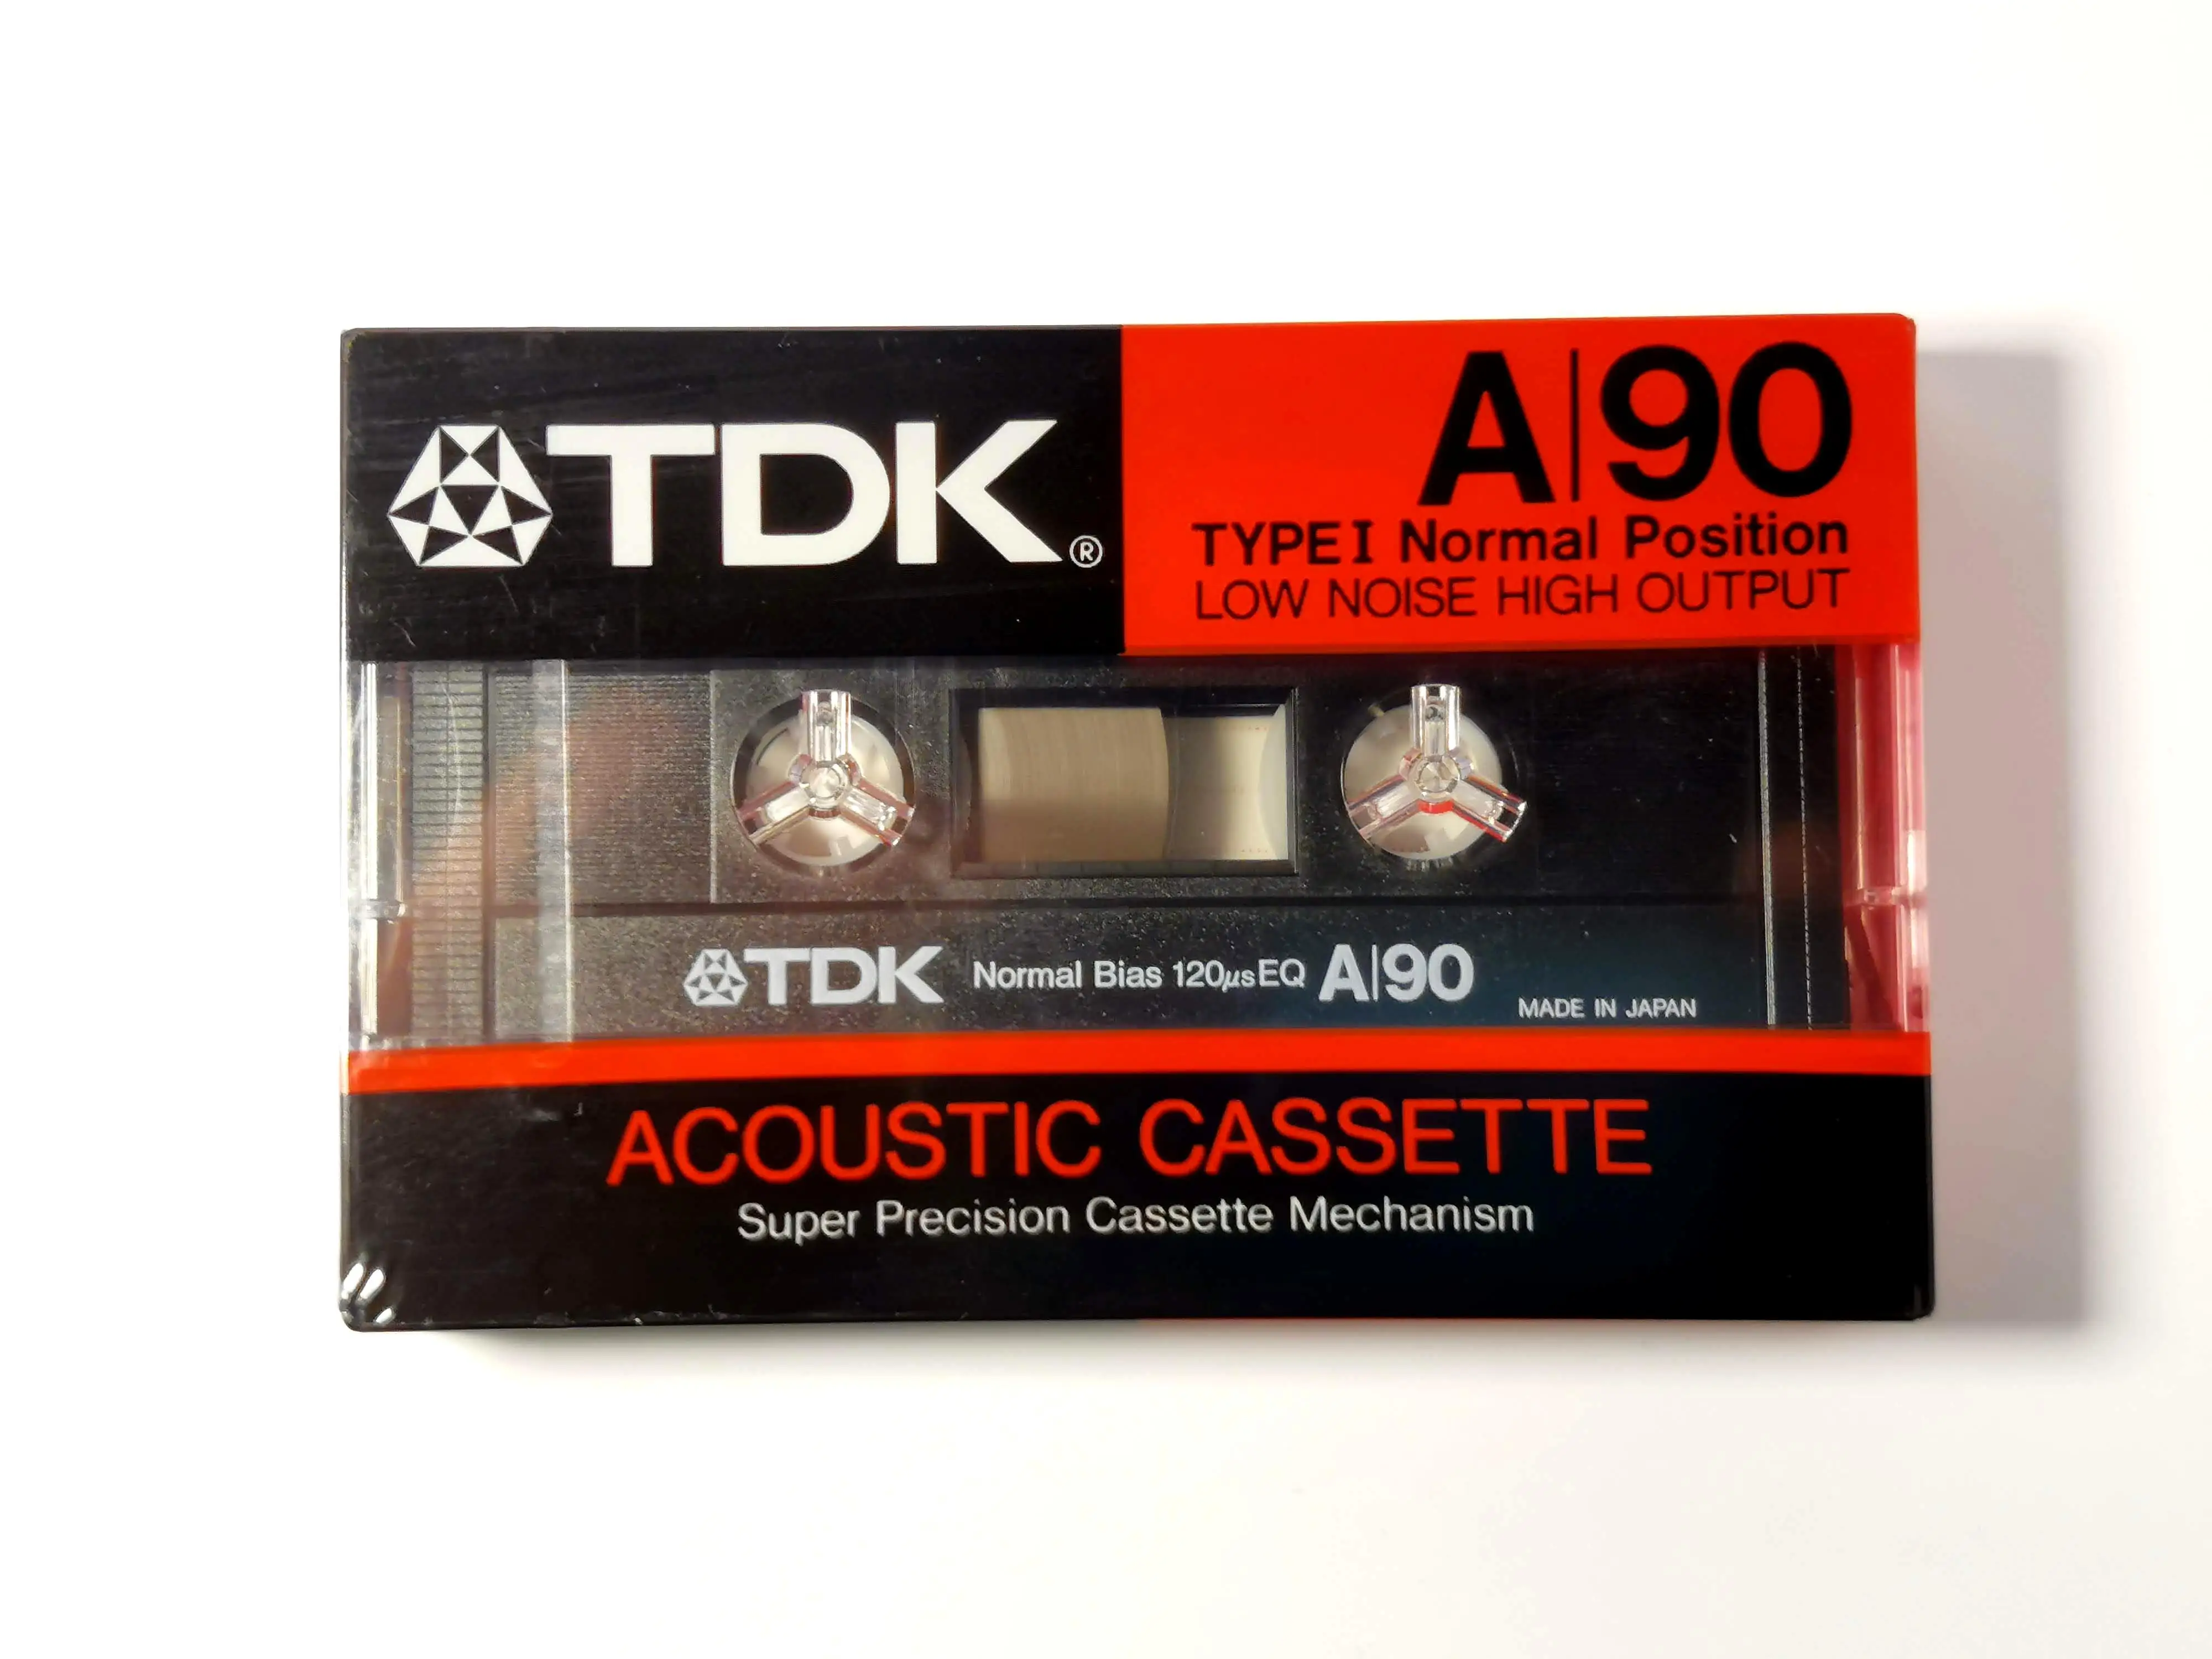 TDK®
A|90
TYPE I Normal Position
LOW NOISE HIGH OUTPUT
TDK Normal Bias 120µs EQ A|90
MADE IN JAPAN
ACOUSTIC CASSETTE
Super Precision Cassette Mechanism